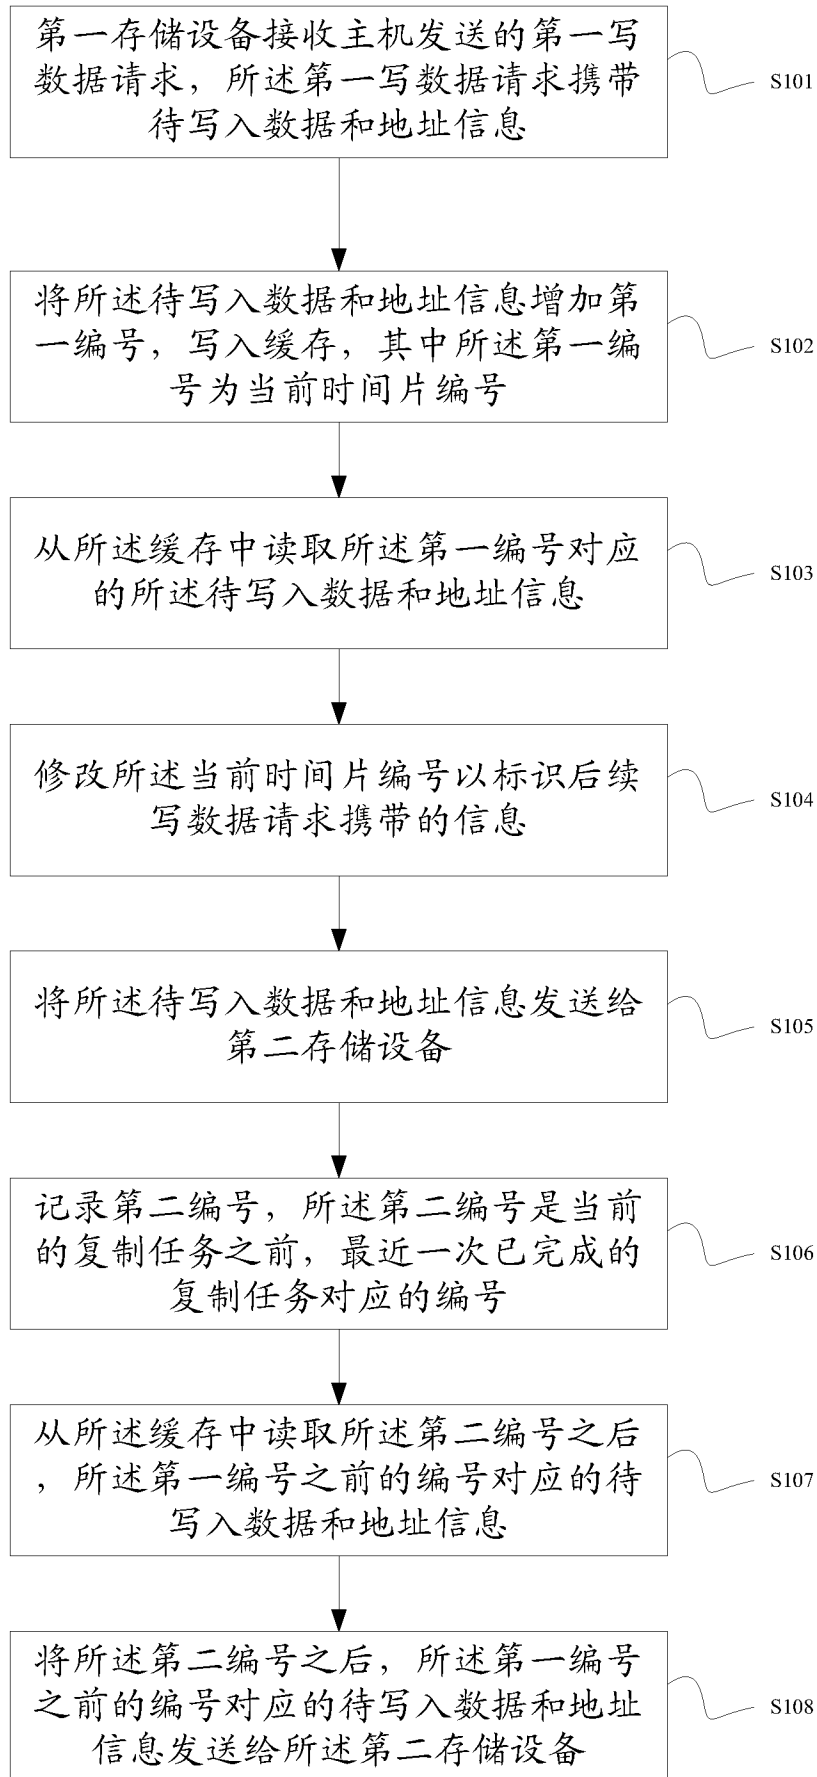 第一存储设备接收主机发送的第一写
数据请求，所述第一写数据请求携带
待写入数据和地址信息
S101
将所述待写入数据和地址信息增加第
一编号，写入缓存，其中所述第一编
号为当前时间片编号
S102
从所述缓存中读取所述第一编号对应
的所述待写入数据和地址信息
S103
修改所述当前时间片编号以标识后续
写数据请求携带的信息
S104
将所述待写入数据和地址信息发送给
第二存储设备
S105
记录第二编号，所述第二编号是当前
的复制任务之前，最近一次已完成的
复制任务对应的编号
S106
从所述缓存中读取所述第二编号之后
，所述第一编号之前的编号对应的待
写入数据和地址信息
S107
将所述第二编号之后，所述第一编号
之前的编号对应的待写入数据和地址
信息发送给所述第二存储设备
S108